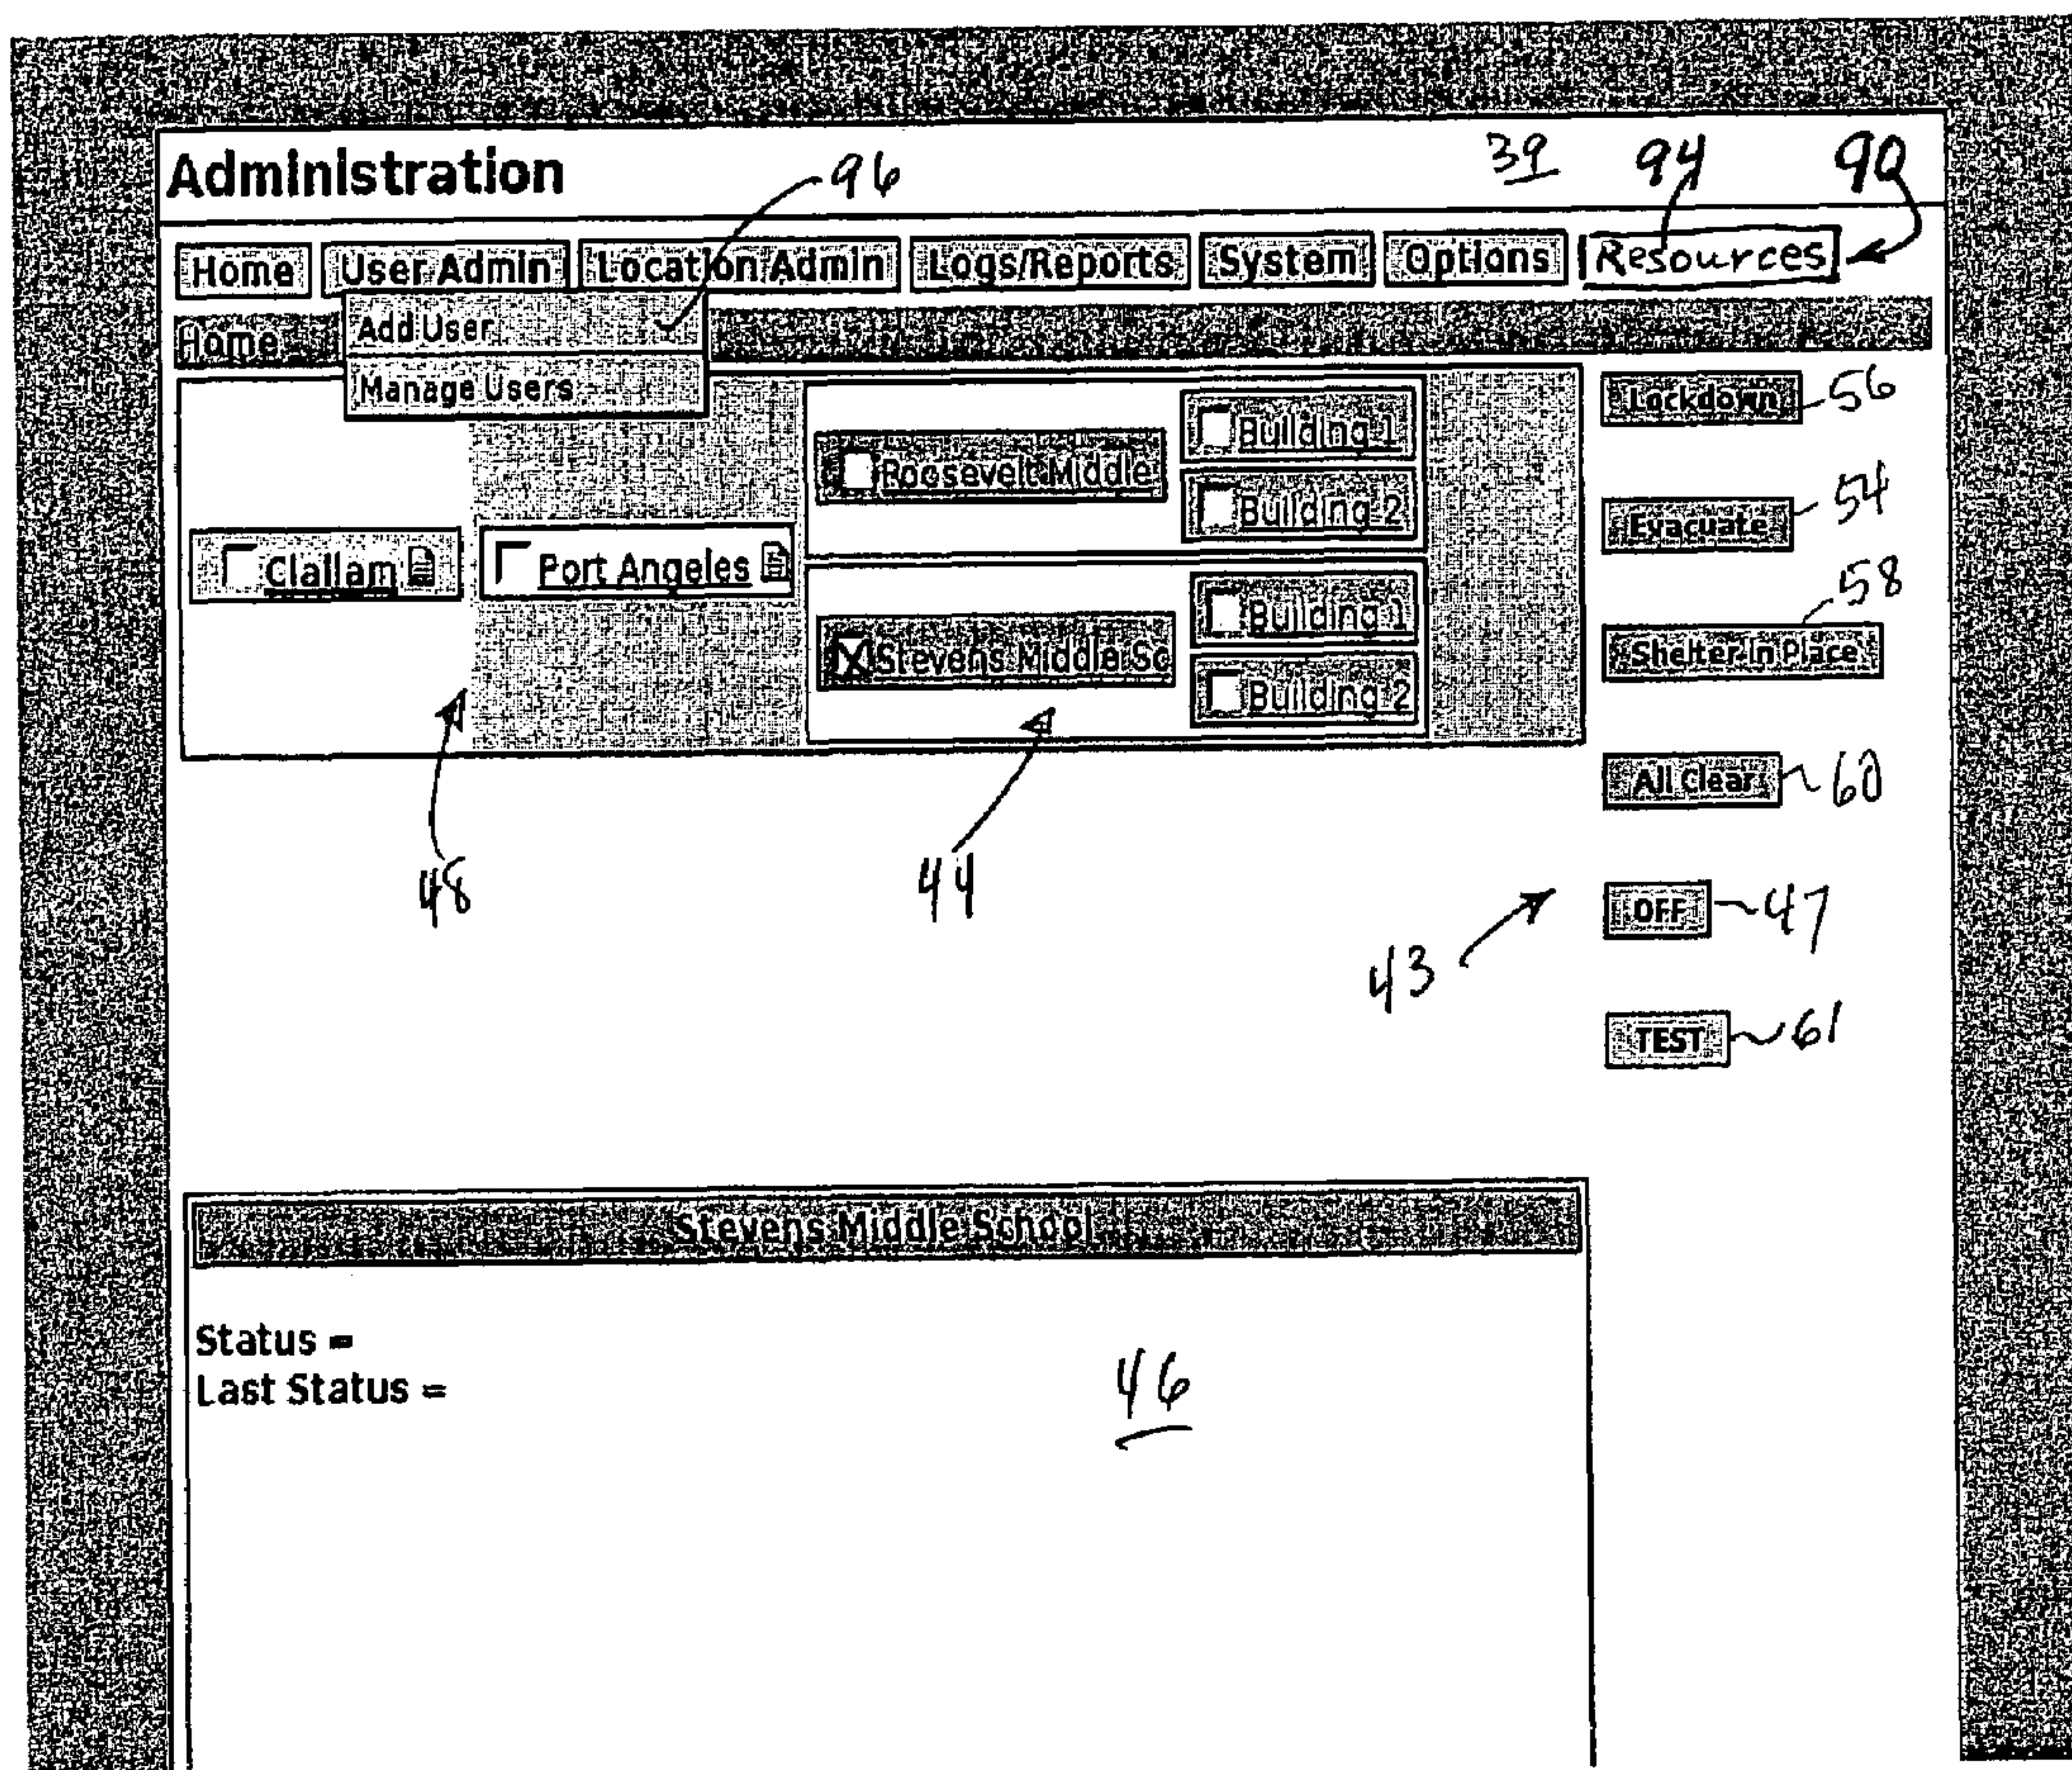 Administration 96 39 94 90
Home User Admin Location Admin Logs/Reports System Options Resources
Home
Add User
Manage Users
Clallam
Port Angeles
Roosevelt Middle
Building 1
Building 2
Stevens Middle Sc
Building 1
Building 2
Lockdown 56
Evacuate 54
58
Shelter-In Place
All Clear 60
48
44
43
OFF 47
TEST 61
Stevens Middle School
Status =
Last Status =
46